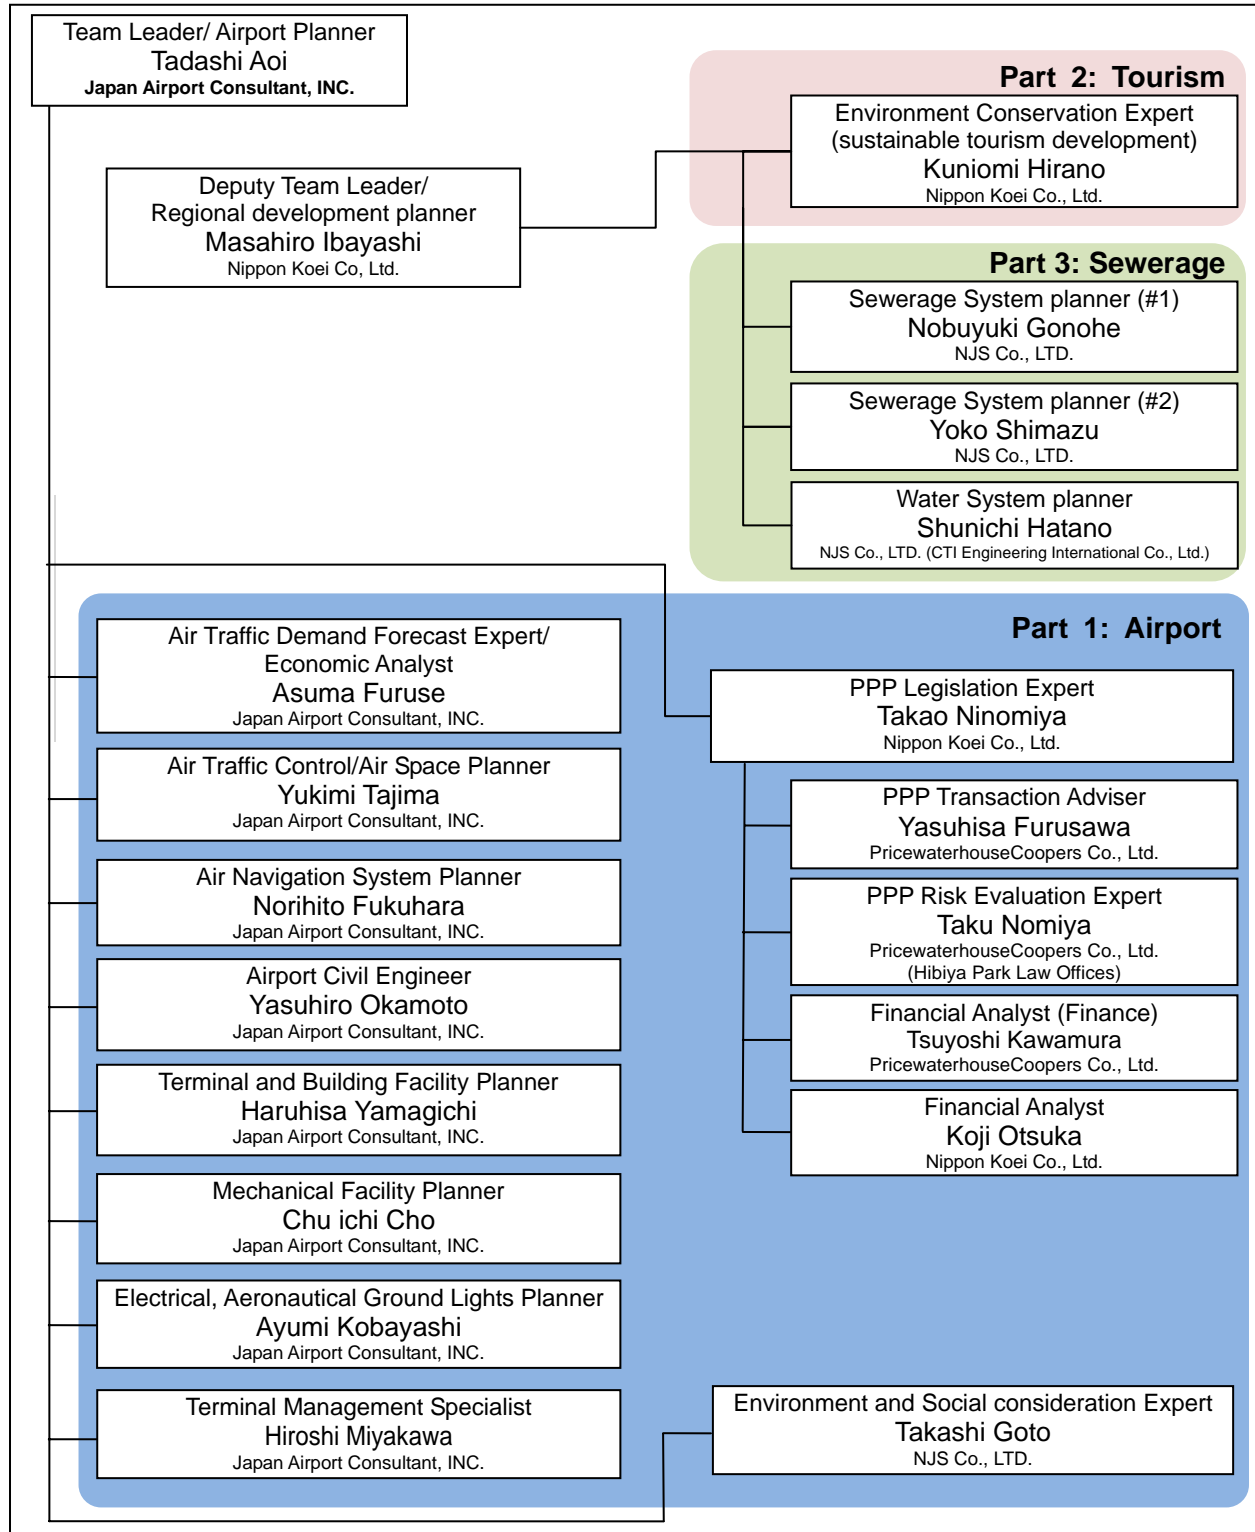 Team Leader/ Airport Planner
Tadashi Aoi
Japan Airport Consultant, INC.
Deputy Team Leader/
Regional development planner
Masahiro Ibayashi
Nippon Koei Co, Ltd.
Part 2: Tourism
Environment Conservation Expert
(sustainable tourism development)
Kuniomi Hirano
Nippon Koei Co., Ltd.
Part 3: Sewerage
Sewerage System planner (#1)
Nobuyuki Gonohe
NJS Co., LTD.
Sewerage System planner (#2)
Yoko Shimazu
NJS Co., LTD.
Water System planner
Shunichi Hatano
NJS Co., LTD. (CTI Engineering International Co., Ltd.)
Part 1: Airport
Air Traffic Demand Forecast Expert/
Economic Analyst
Asuma Furuse
Japan Airport Consultant, INC.
Air Traffic Control/Air Space Planner
Yukimi Tajima
Japan Airport Consultant, INC.
Air Navigation System Planner
Norihito Fukuhara
Japan Airport Consultant, INC.
Airport Civil Engineer
Yasuhiro Okamoto
Japan Airport Consultant, INC.
Terminal and Building Facility Planner
Haruhisa Yamagichi
Japan Airport Consultant, INC.
Mechanical Facility Planner
Chu ichi Cho
Japan Airport Consultant, INC.
Electrical, Aeronautical Ground Lights Planner
Ayumi Kobayashi
Japan Airport Consultant, INC.
Terminal Management Specialist
Hiroshi Miyakawa
Japan Airport Consultant, INC.
PPP Legislation Expert
Takao Ninomiya
Nippon Koei Co., Ltd.
PPP Transaction Adviser
Yasuhisa Furusawa
PricewaterhouseCoopers Co., Ltd.
PPP Risk Evaluation Expert
Taku Nomiya
PricewaterhouseCoopers Co., Ltd.
(Hibiya Park Law Offices)
Financial Analyst (Finance)
Tsuyoshi Kawamura
PricewaterhouseCoopers Co., Ltd.
Financial Analyst
Koji Otsuka
Nippon Koei Co., Ltd.
Environment and Social consideration Expert
Takashi Goto
NJS Co., LTD.